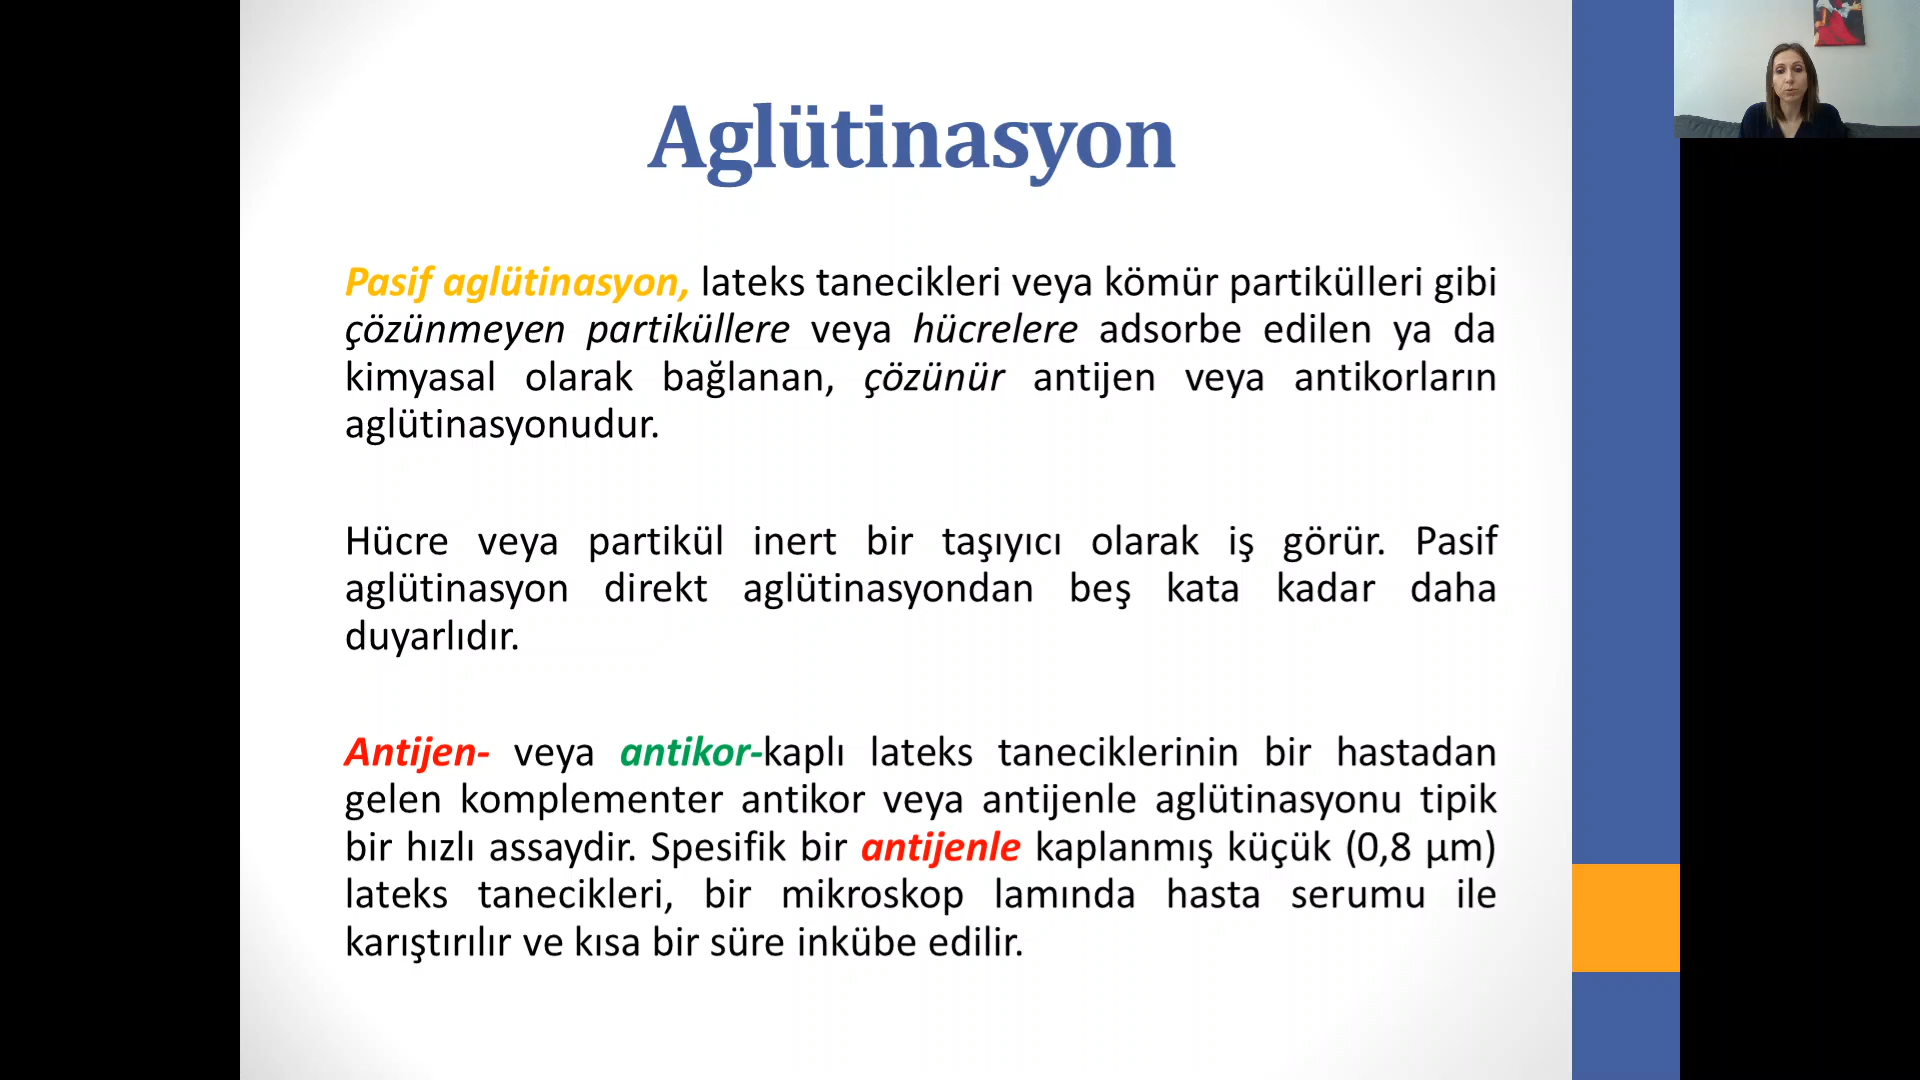 Aglütinasyon
Pasif aglütinasyon, lateks tanecikleri veya kömür partikülleri gibi
çözünmeyen partiküllere veya hücrelere adsorbe edilen ya da
kimyasal olarak bağlanan, çözünür antijen veya antikorların
aglütinasyonudur.
Hücre veya partikül inert bir taşıyıcı olarak iş görür. Pasif
aglütinasyon direkt aglütinasyondan beş kata kadar daha
duyarlıdır.
Antijen- veya antikor-kaplı lateks taneciklerinin bir hastadan
gelen komplementer antikor veya antijenle aglütinasyonu tipik
bir hızlı assaydir. Spesifik bir antijenle kaplanmış küçük (0,8 µm)
lateks tanecikleri, bir mikroskop lamında hasta serumu ile
karıştırılır ve kısa bir süre inkübe edilir.